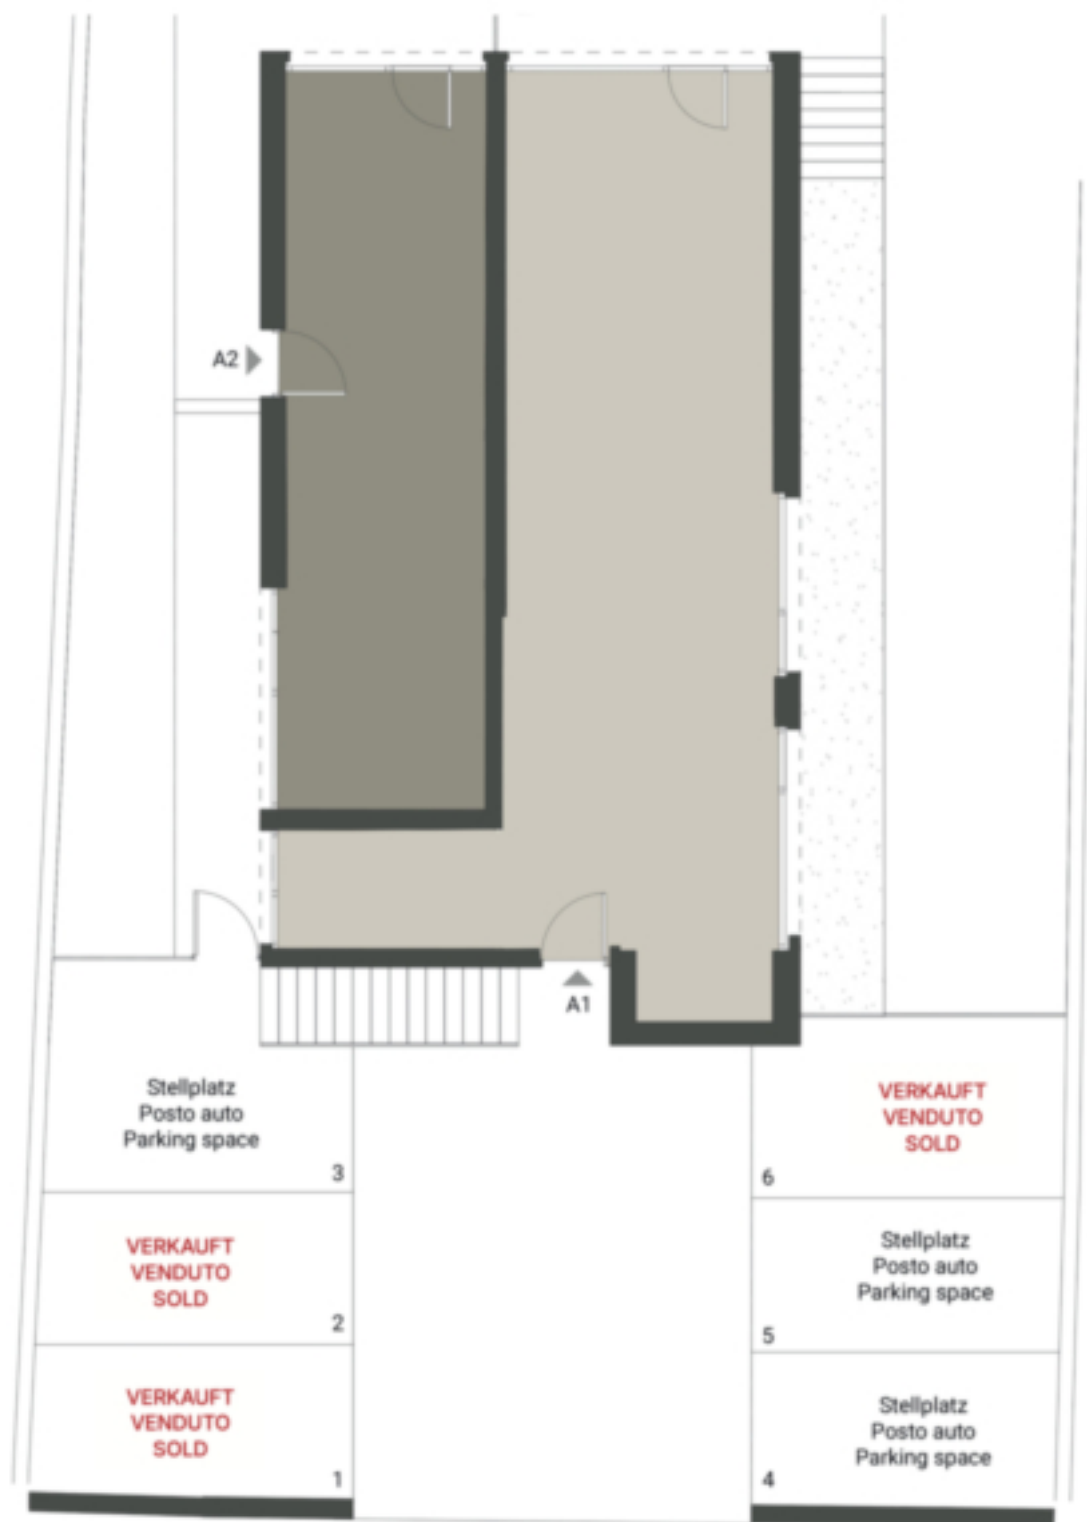 A2
A1
Stellplatz
Posto auto
Parking space
3
VERKAUFT
VENDUTO
SOLD
6
VERKAUFT
VENDUTO
SOLD
2
Stellplatz
Posto auto
Parking space
5
VERKAUFT
VENDUTO
SOLD
1
Stellplatz
Posto auto
Parking space
4